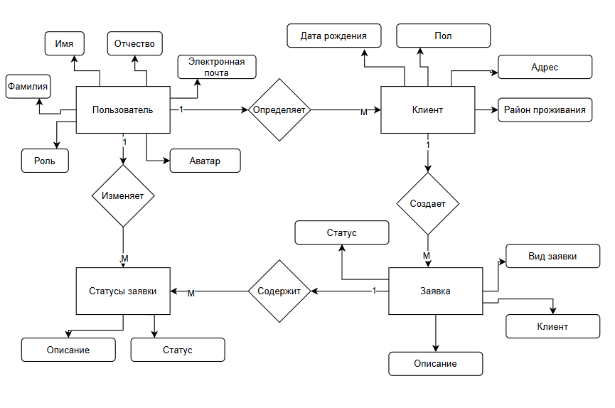 Дата рождения
Пол
Имя
Отчество
Электронная
почта
Адрес
Фамилия
Пользователь
1
Определяет
М
Клиент
Район проживания
1
1
Роль
Аватар
Изменяет
Создает
Статус
М
М
Вид заявки
Статусы заявки
М
Содержит
1
Заявка
Клиент
Описание
Статус
Описание